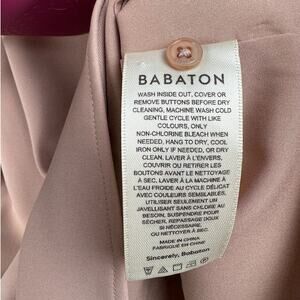 BABATON
WASH INSIDE OUT, COVER OR
REMOVE BUTTONS BEFORE DRY
CLEANING, MACHINE WASH COLD
GENTLE CYCLE WITH LIKE
COLOURS, ONLY
NON-CHLORINE BLEACH WHEN
NEEDED, HANG TO DRY, COOL
IRON ONLY IF NEEDED, OR DRY
CLEAN. LAVER À L'ENVERS,
COUVRIR OU RETIRER LES
BOUTONS AVANT LE NETTOYAGE
À SEC, LAVER À LA MACHINE À
L'EAU FROIDE AU CYCLE DÉLICAT
AVEC COULEURS SEMBLABLES,
UTILISER SEULEMENT UN
JAVELLISANT SANS CHLORE AU
BESOIN, SUSPENDRE POUR
SÉCHER, REPASSAGE DOUX
SI NÉCESSAIRE,
OU NETTOYER À SEC.
MADE IN CHINA
FABRIQUÉ EN CHINE
Sincerely, Babaton